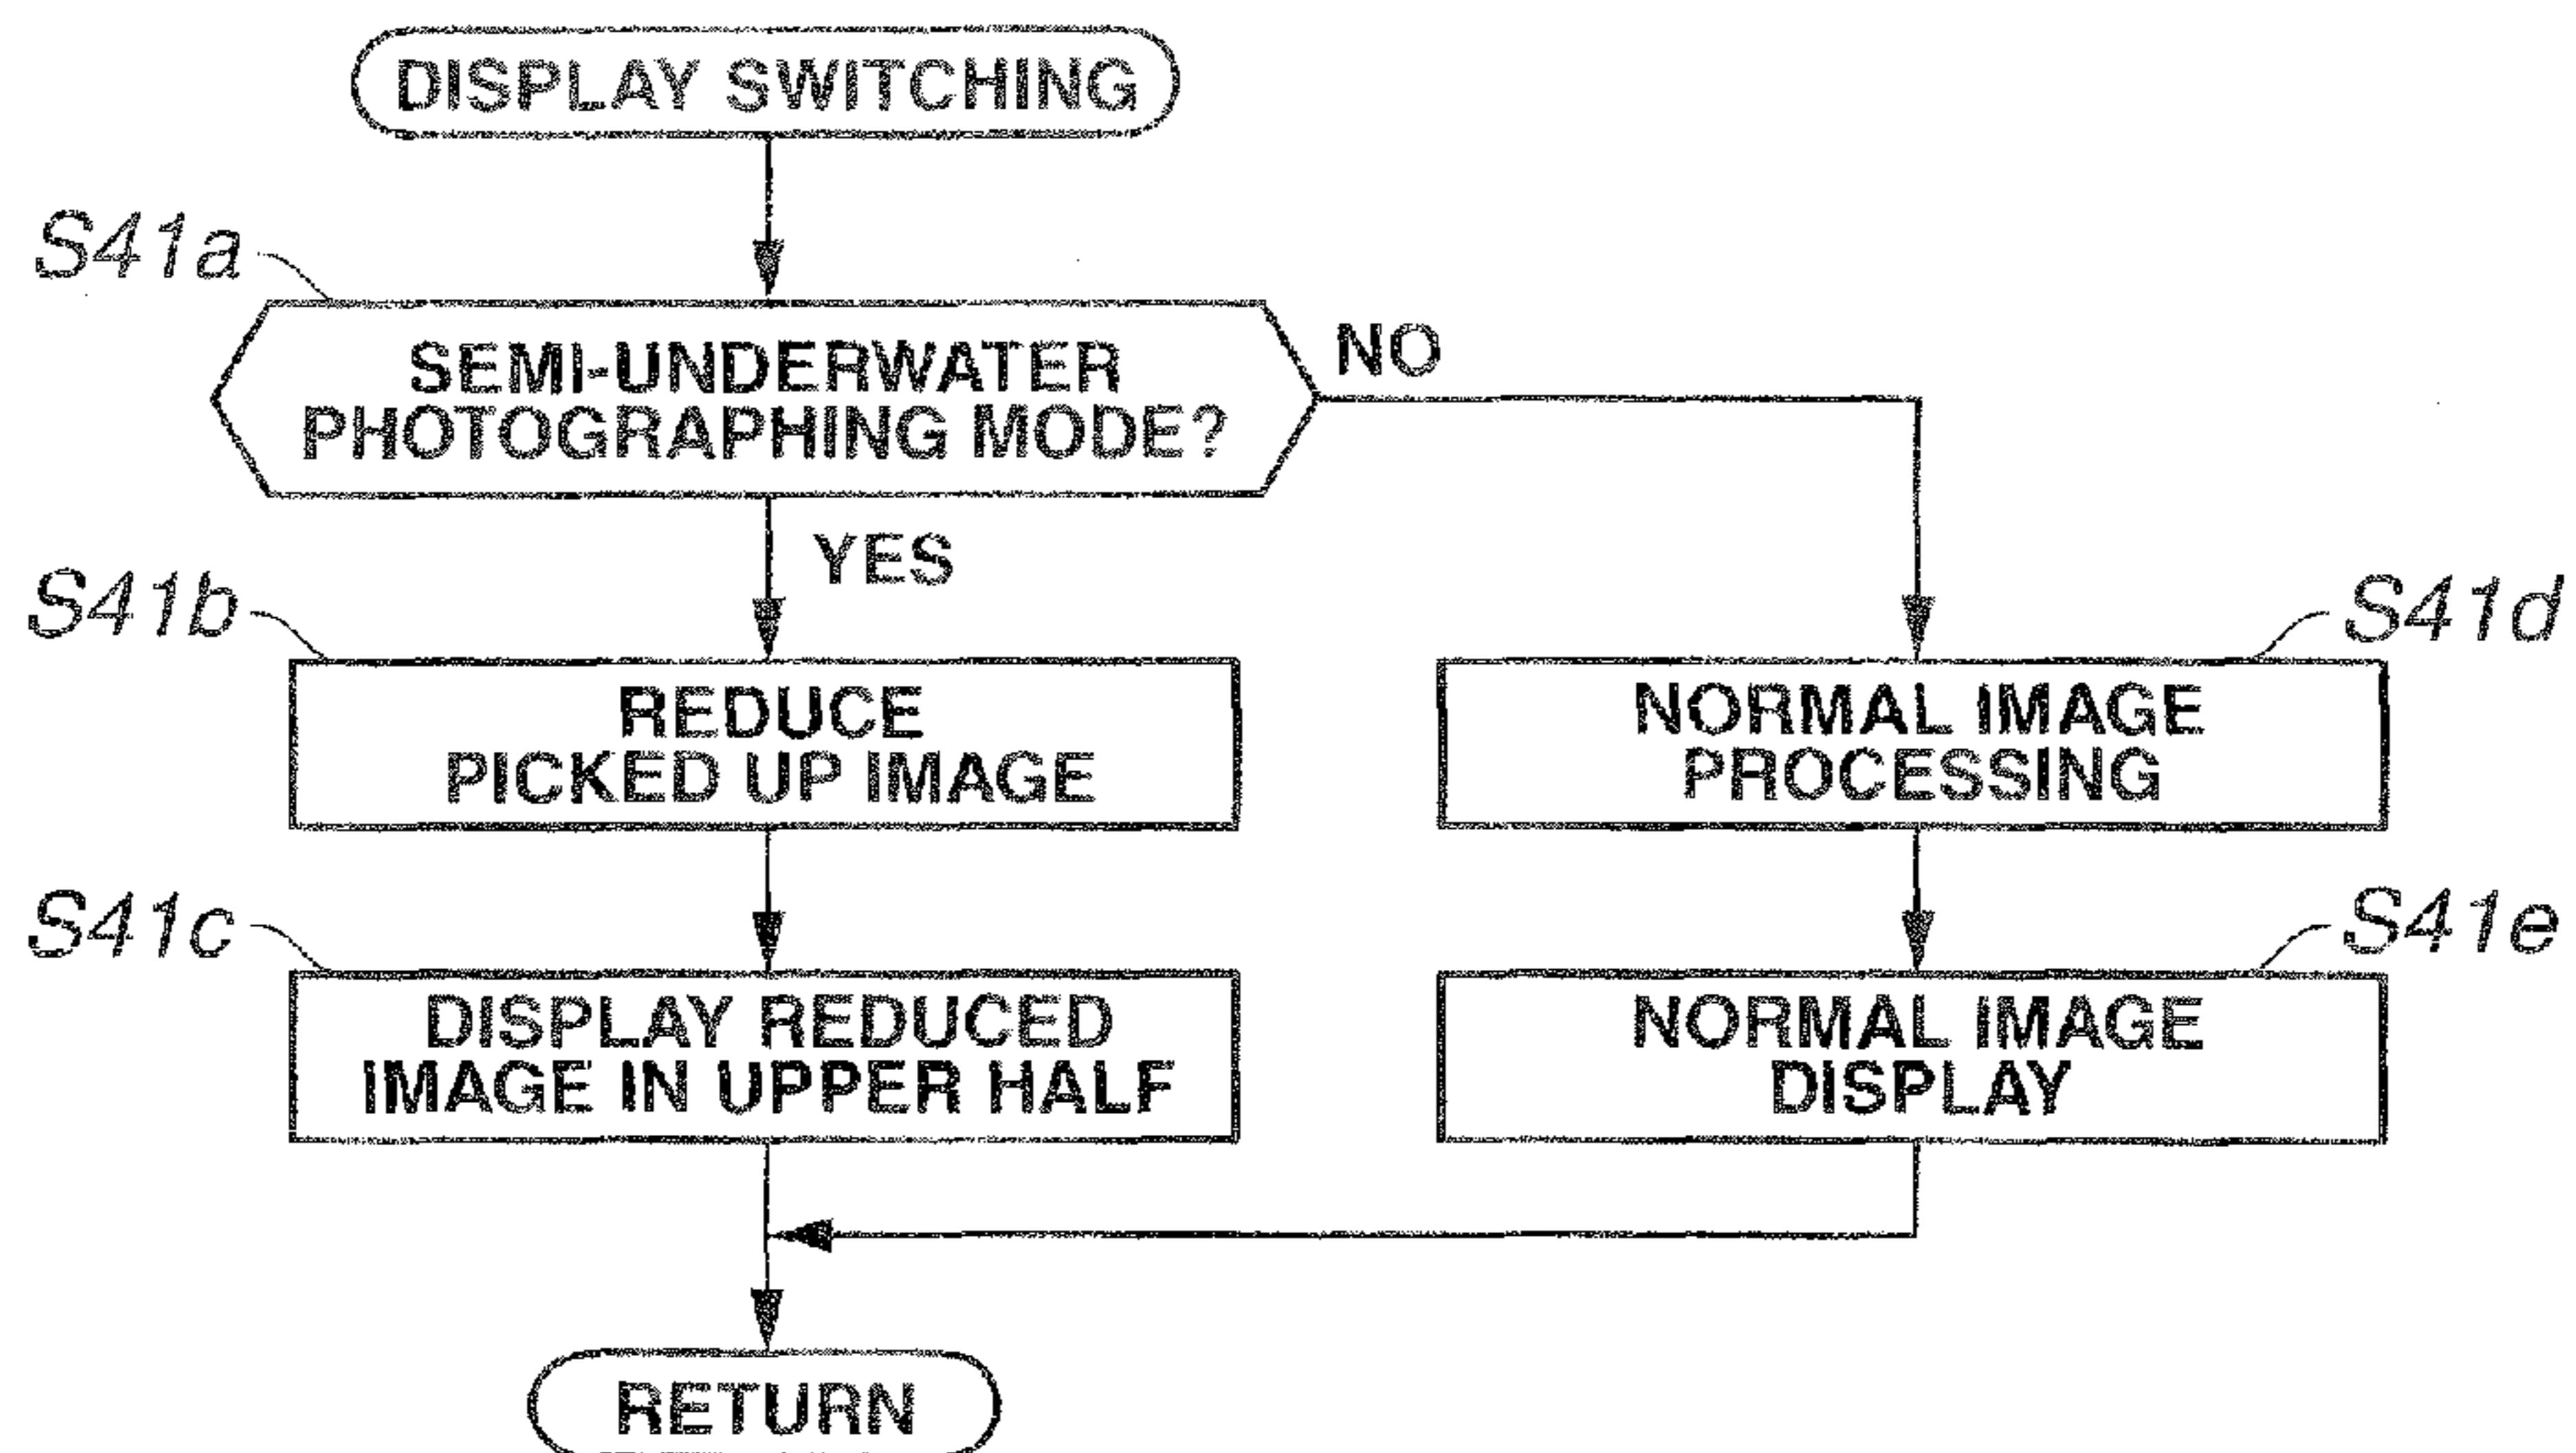 DISPLAY SWITCHING
S41a
SEMI-UNDERWATER
PHOTOGRAPHING MODE?
NO
YES
S41b
REDUCE
PICKED UP IMAGE
S41d
NORMAL IMAGE
PROCESSING
S41c
DISPLAY REDUCED
IMAGE IN UPPER HALF
S41e
NORMAL IMAGE
DISPLAY
RETURN